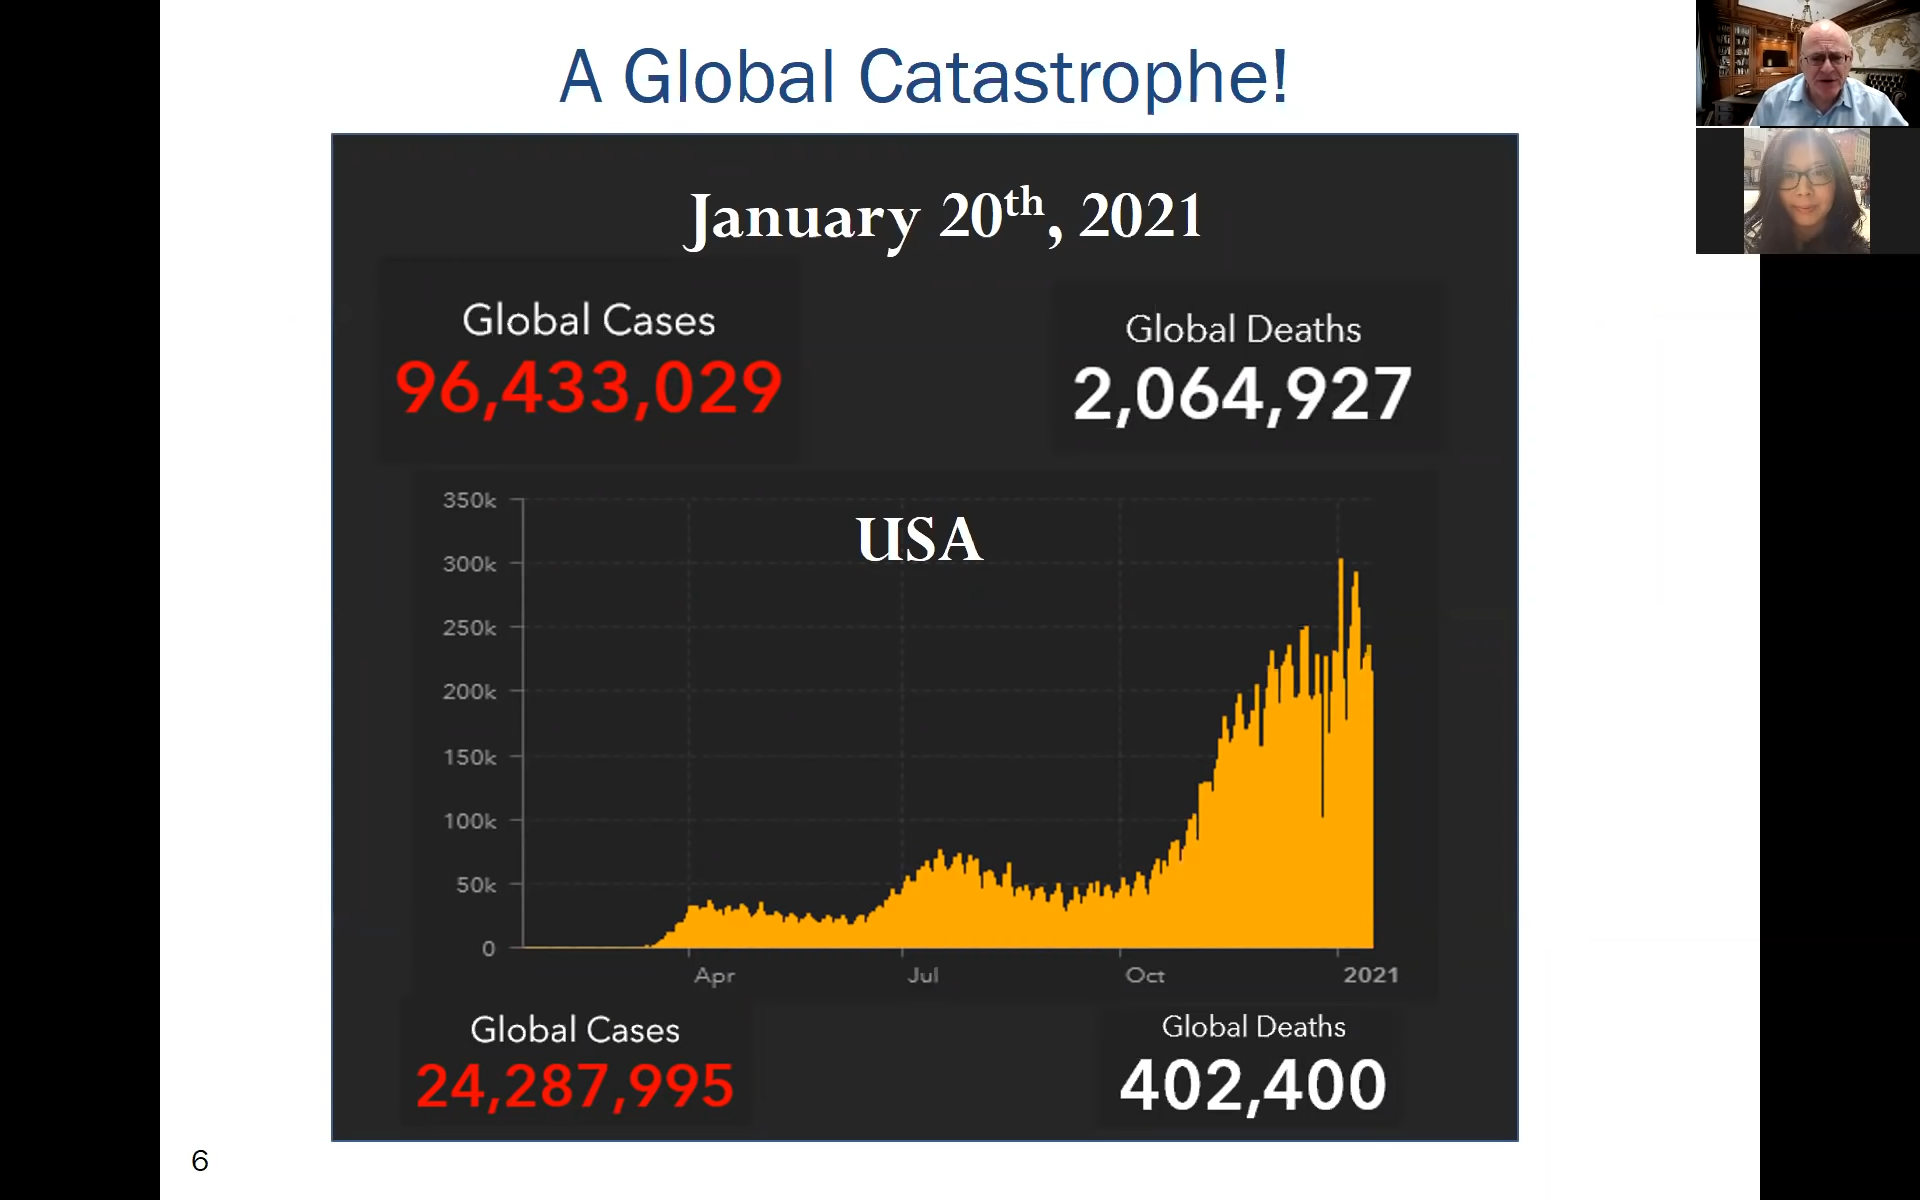 A Global Catastrophe!
January 20th, 2021
Global Cases
96,433,029
Global Deaths
2,064,927
USA
350k
300k
250k
200k
150k
100k
50k
0
Apr Jul Oct 2021
Global Cases
24,287,995
Global Deaths
402,400
6